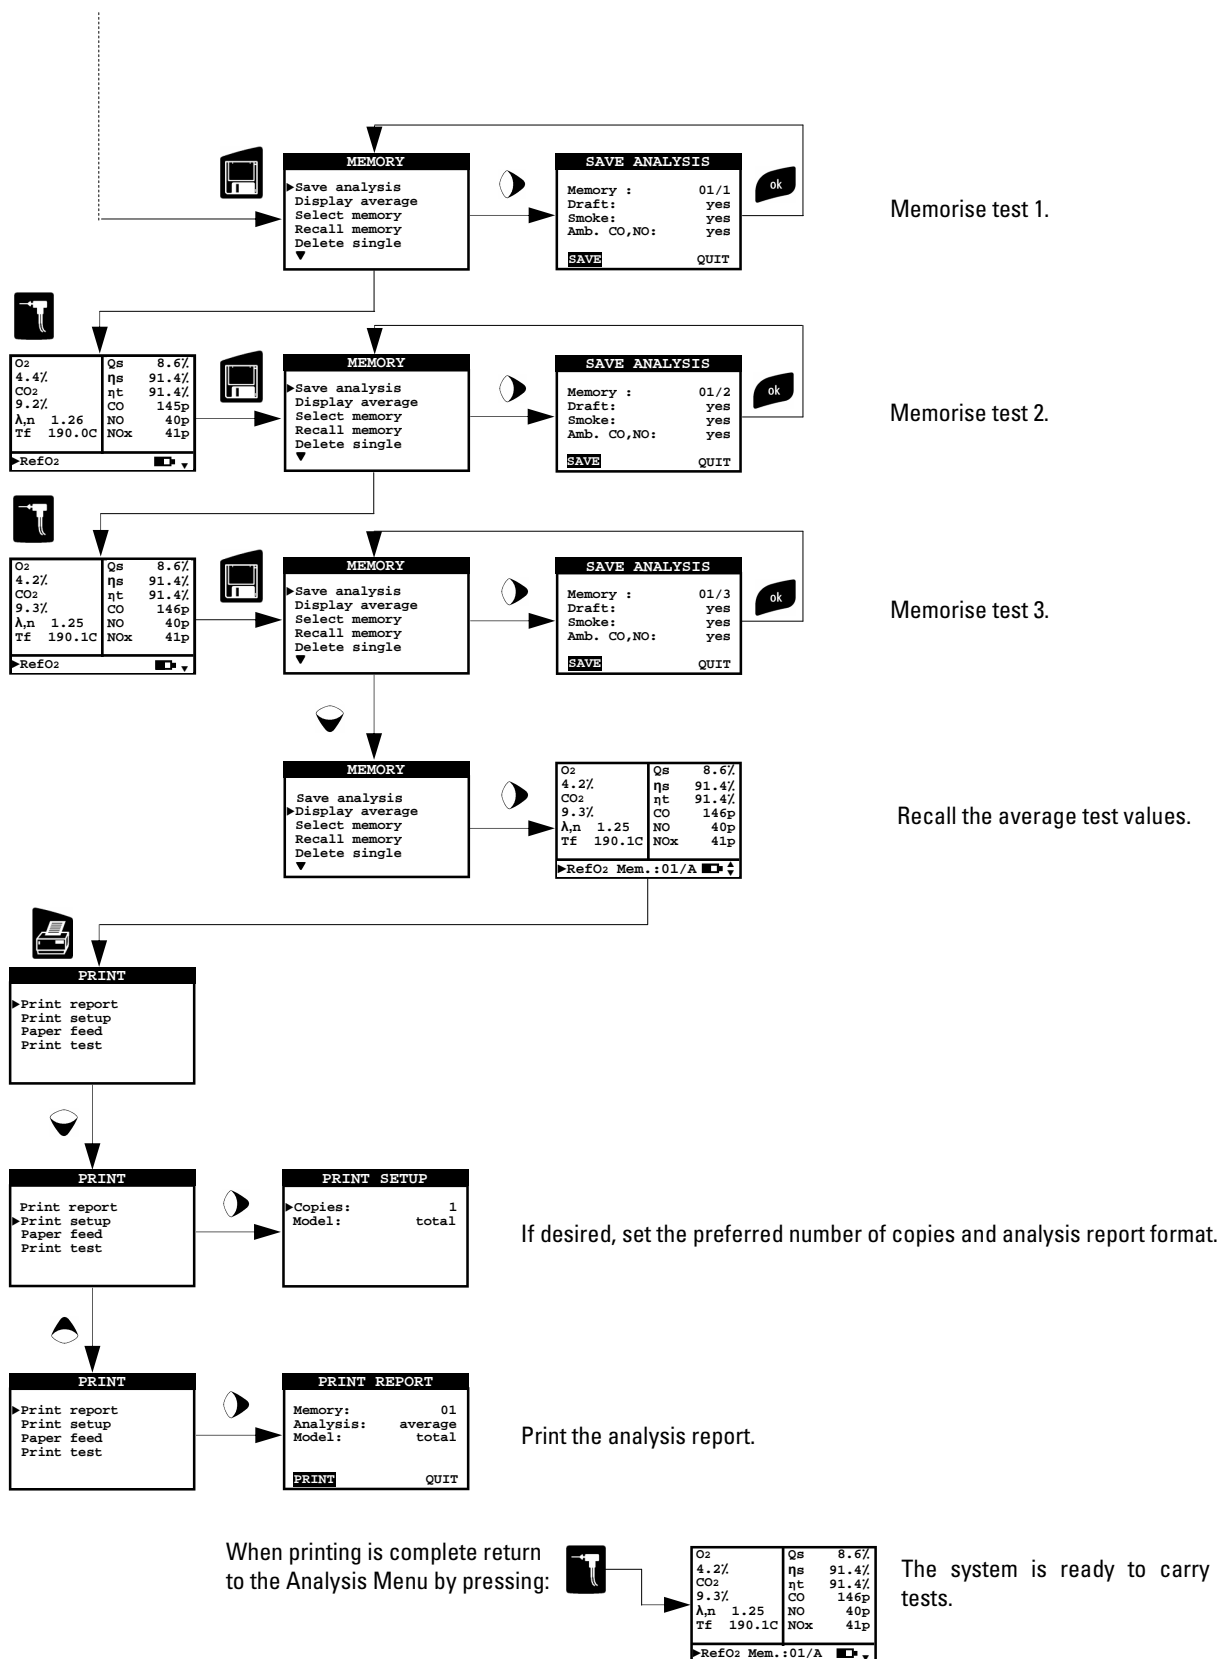 MEMORY
▶Save analysis
Display average
Select memory
Recall memory
Delete single
▼
SAVE ANALYSIS
Memory : 01/1
Draft: yes
Smoke: yes
Amb. CO,NO: yes
SAVE QUIT
ok
Memorise test 1.
O2 Qs 8.6%
4.4% ηs 91.4%
CO2 ηt 91.4%
9.2% CO 145p
λ,n 1.26 NO 40p
Tf 190.0C NOx 41p
▶RefO2
MEMORY
▶Save analysis
Display average
Select memory
Recall memory
Delete single
▼
SAVE ANALYSIS
Memory : 01/2
Draft: yes
Smoke: yes
Amb. CO,NO: yes
SAVE QUIT
ok
Memorise test 2.
O2 Qs 8.6%
4.2% ηs 91.4%
CO2 ηt 91.4%
9.3% CO 146p
λ,n 1.25 NO 40p
Tf 190.1C NOx 41p
▶RefO2
MEMORY
▶Save analysis
Display average
Select memory
Recall memory
Delete single
▼
SAVE ANALYSIS
Memory : 01/3
Draft: yes
Smoke: yes
Amb. CO,NO: yes
SAVE QUIT
ok
Memorise test 3.
MEMORY
Save analysis
▶Display average
Select memory
Recall memory
Delete single
▼
O2 Qs 8.6%
4.2% ηs 91.4%
CO2 ηt 91.4%
9.3% CO 146p
λ,n 1.25 NO 40p
Tf 190.1C NOx 41p
▶RefO2 Mem.:01/A
Recall the average test values.
PRINT
▶Print report
Print setup
Paper feed
Print test
PRINT
Print report
▶Print setup
Paper feed
Print test
PRINT SETUP
▶Copies: 1
Model: total
If desired, set the preferred number of copies and analysis report format.
PRINT
▶Print report
Print setup
Paper feed
Print test
PRINT REPORT
Memory: 01
Analysis: average
Model: total
PRINT QUIT
Print the analysis report.
When printing is complete return
to the Analysis Menu by pressing:
O2 Qs 8.6%
4.2% ηs 91.4%
CO2 ηt 91.4%
9.3% CO 146p
λ,n 1.25 NO 40p
Tf 190.1C NOx 41p
▶RefO2 Mem.:01/A
The system is ready to carry
tests.